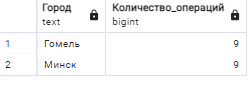 Город Количество_операций
text bigint
1 Гомель 9
2 Минск 9